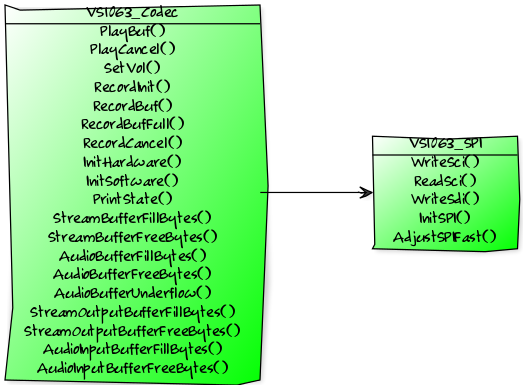 VS1063_Codec
PlayBuf()
PlayCancel()
SetVol()
RecordInit()
RecordBuf()
RecordBufFull()
RecordCancel()
InitHardware()
InitSoftware()
PrintState()
StreamBufferFillBytes()
StreamBufferFreeBytes()
AudioBufferFillBytes()
AudioBufferFreeBytes()
AudioBufferUnderflow()
StreamOutputBufferFillBytes()
StreamOutputBufferFreeBytes()
AudioInputBufferFillBytes()
AudioInputBufferFreeBytes()
VS1063_SPI
WriteSci()
ReadSci()
WriteSdi()
InitSPI()
AdjustSPIFast()